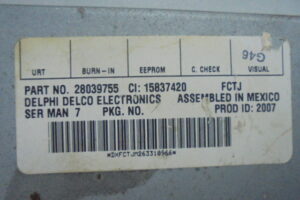 G46
URT BURN-IN EEPROM C. CHECK VISUAL
PART NO. 28039755 CI: 15837420 FCTJ
DELPHI DELCO ELECTRONICS ASSEMBLED IN MEXICO
SER MAN 7 PKG. NO. PROD ID: 2007